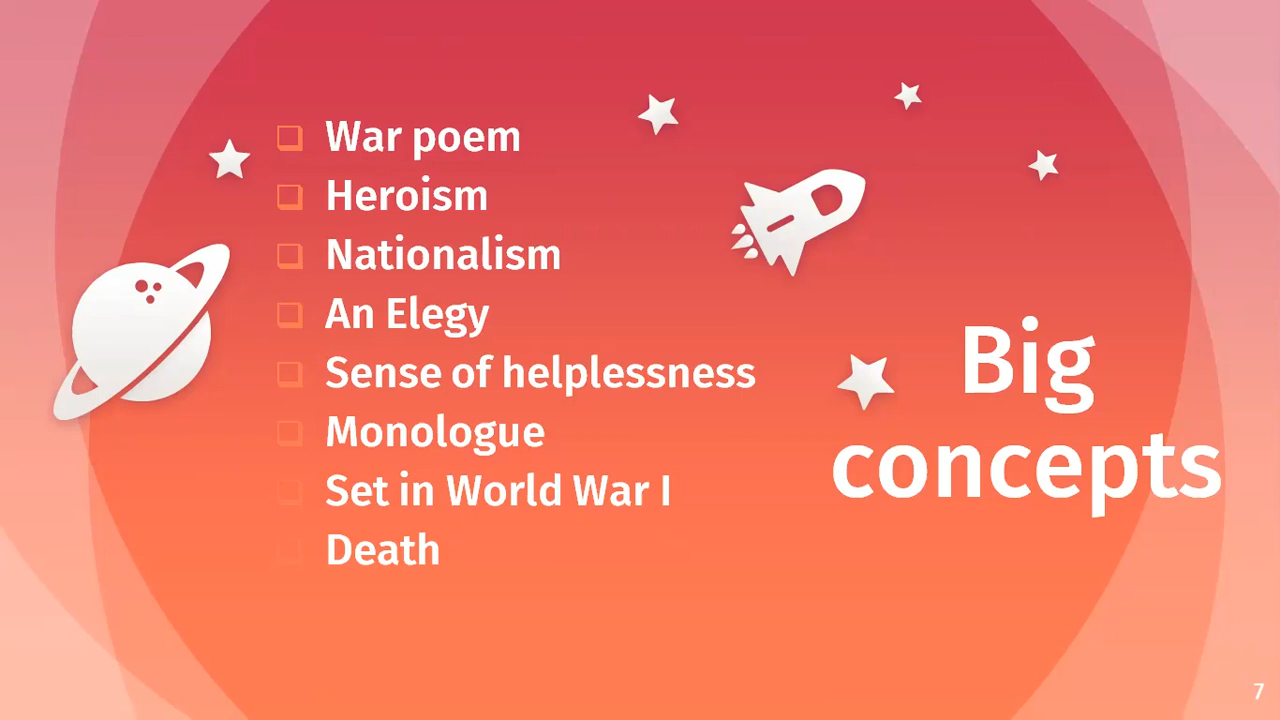 War poem
Heroism
Nationalism
An Elegy
Sense of helplessness
Monologue
Set in World War I
Death
Big
concepts
7